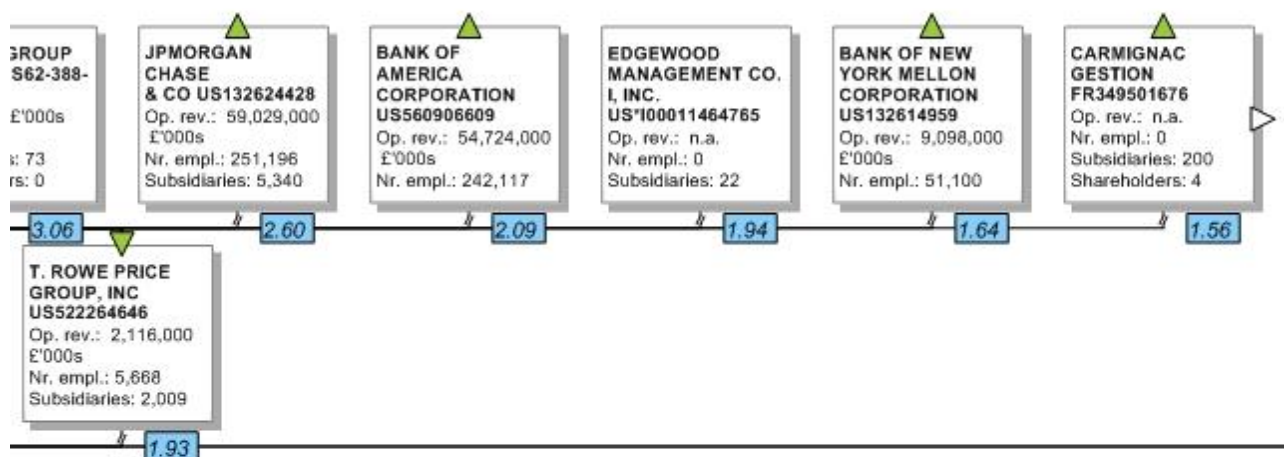 GROUP
S62-388-
£'000s
s: 73
rs: 0
3.06
JPMORGAN
CHASE
& CO US132624428
Op. rev.: 59,029,000
£'000s
Nr. empl.: 251,196
Subsidiaries: 5,340
2.60
BANK OF
AMERICA
CORPORATION
US560906609
Op. rev.: 54,724,000
£'000s
Nr. empl.: 242,117
2.09
EDGEWOOD
MANAGEMENT CO.
I, INC.
US*I00011464765
Op. rev.: n.a.
Nr. empl.: 0
Subsidiaries: 22
1.94
BANK OF NEW
YORK MELLON
CORPORATION
US132614959
Op. rev.: 9,098,000
£'000s
Nr. empl.: 51,100
1.64
CARMIGNAC
GESTION
FR349501676
Op. rev.: n.a.
Nr. empl.: 0
Subsidiaries: 200
Shareholders: 4
1.56
T. ROWE PRICE
GROUP, INC
US522264646
Op. rev.: 2,116,000
£'000s
Nr. empl.: 5,668
Subsidiaries: 2,009
1.93